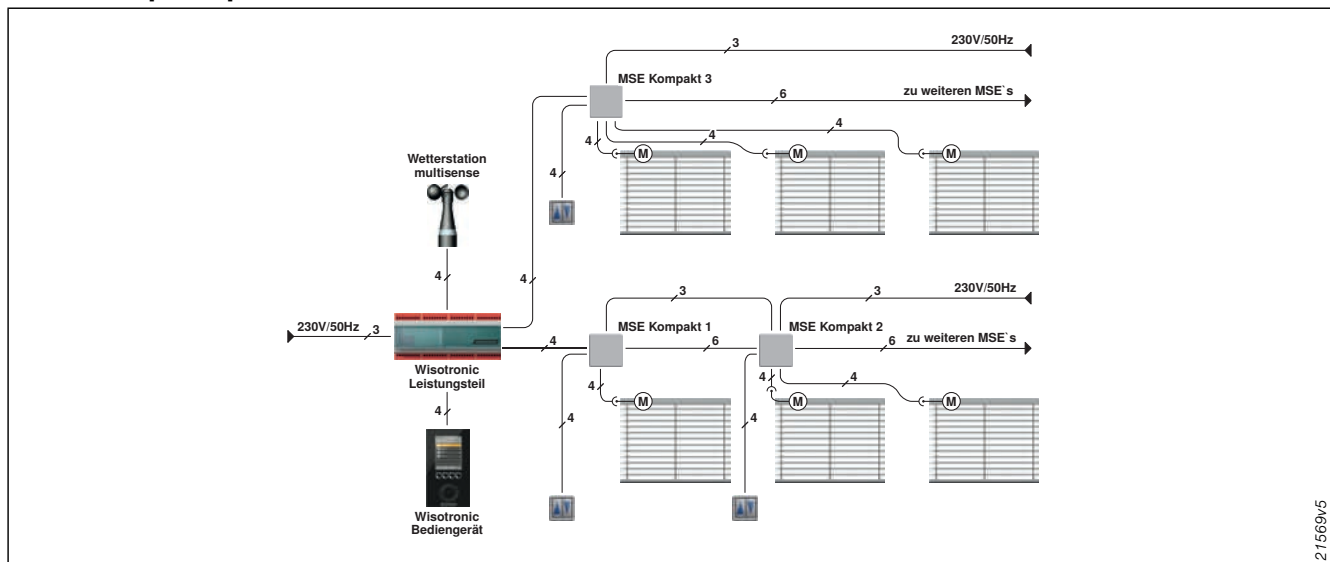 3
230V/50Hz
MSE Kompakt 3
6
zu weiteren MSE`s
4
4
4
M
M
M
4
Wetterstation
multisense
4
4
230V/50Hz
3
Wisotronic
Leistungsteil
4
Wisotronic
Bediengerät
3
3
230V/50Hz
MSE Kompakt 1
MSE Kompakt 2
4
6
6
zu weiteren MSE`s
4
4
4
M
M
M
4
4
21569v5